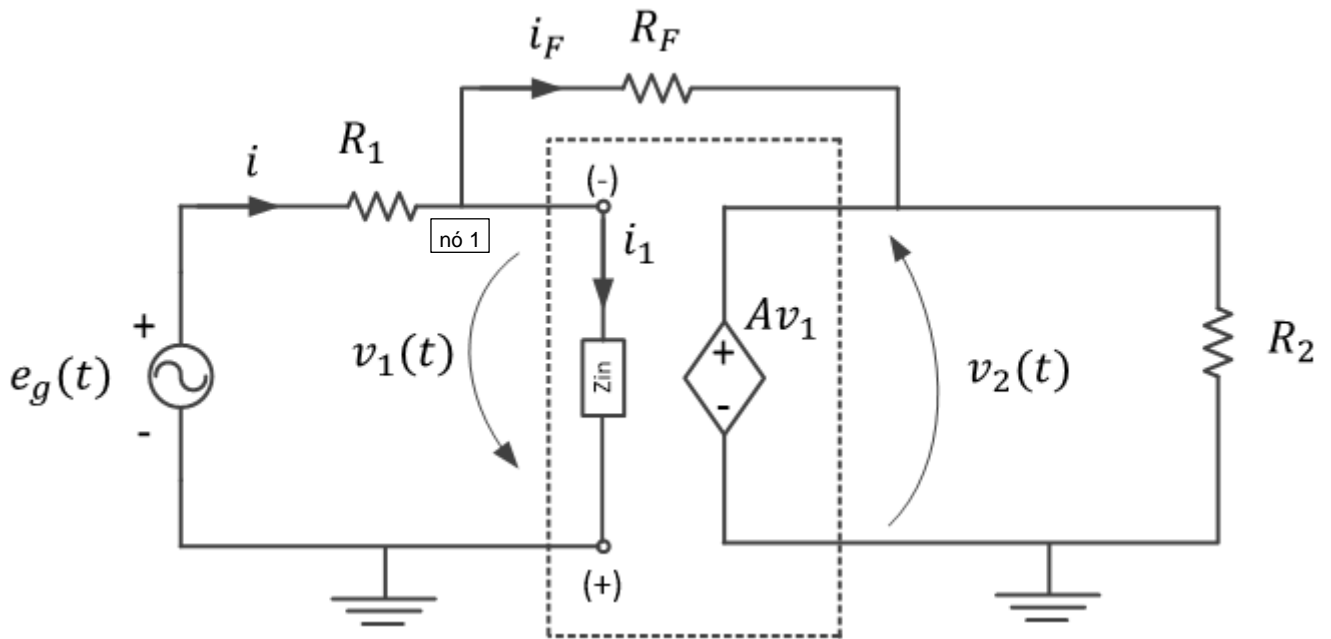 i_F
R_F
R_1
i
(-)
nó 1
i_1
+
e_g(t)
-
v_1(t)
Zin
Av_1
+
-
v_2(t)
R_2
(+)